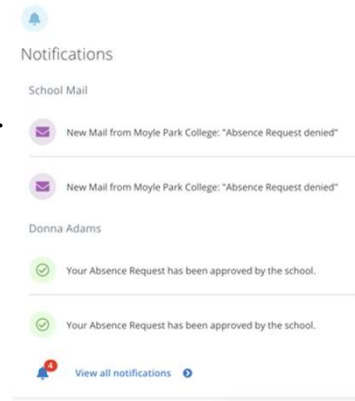 Notifications
School Mail
New Mail from Moyle Park College: "Absence Request denied"
New Mail from Moyle Park College: "Absence Request denied"
Donna Adams
Your Absence Request has been approved by the school.
Your Absence Request has been approved by the school.
4
View all notifications